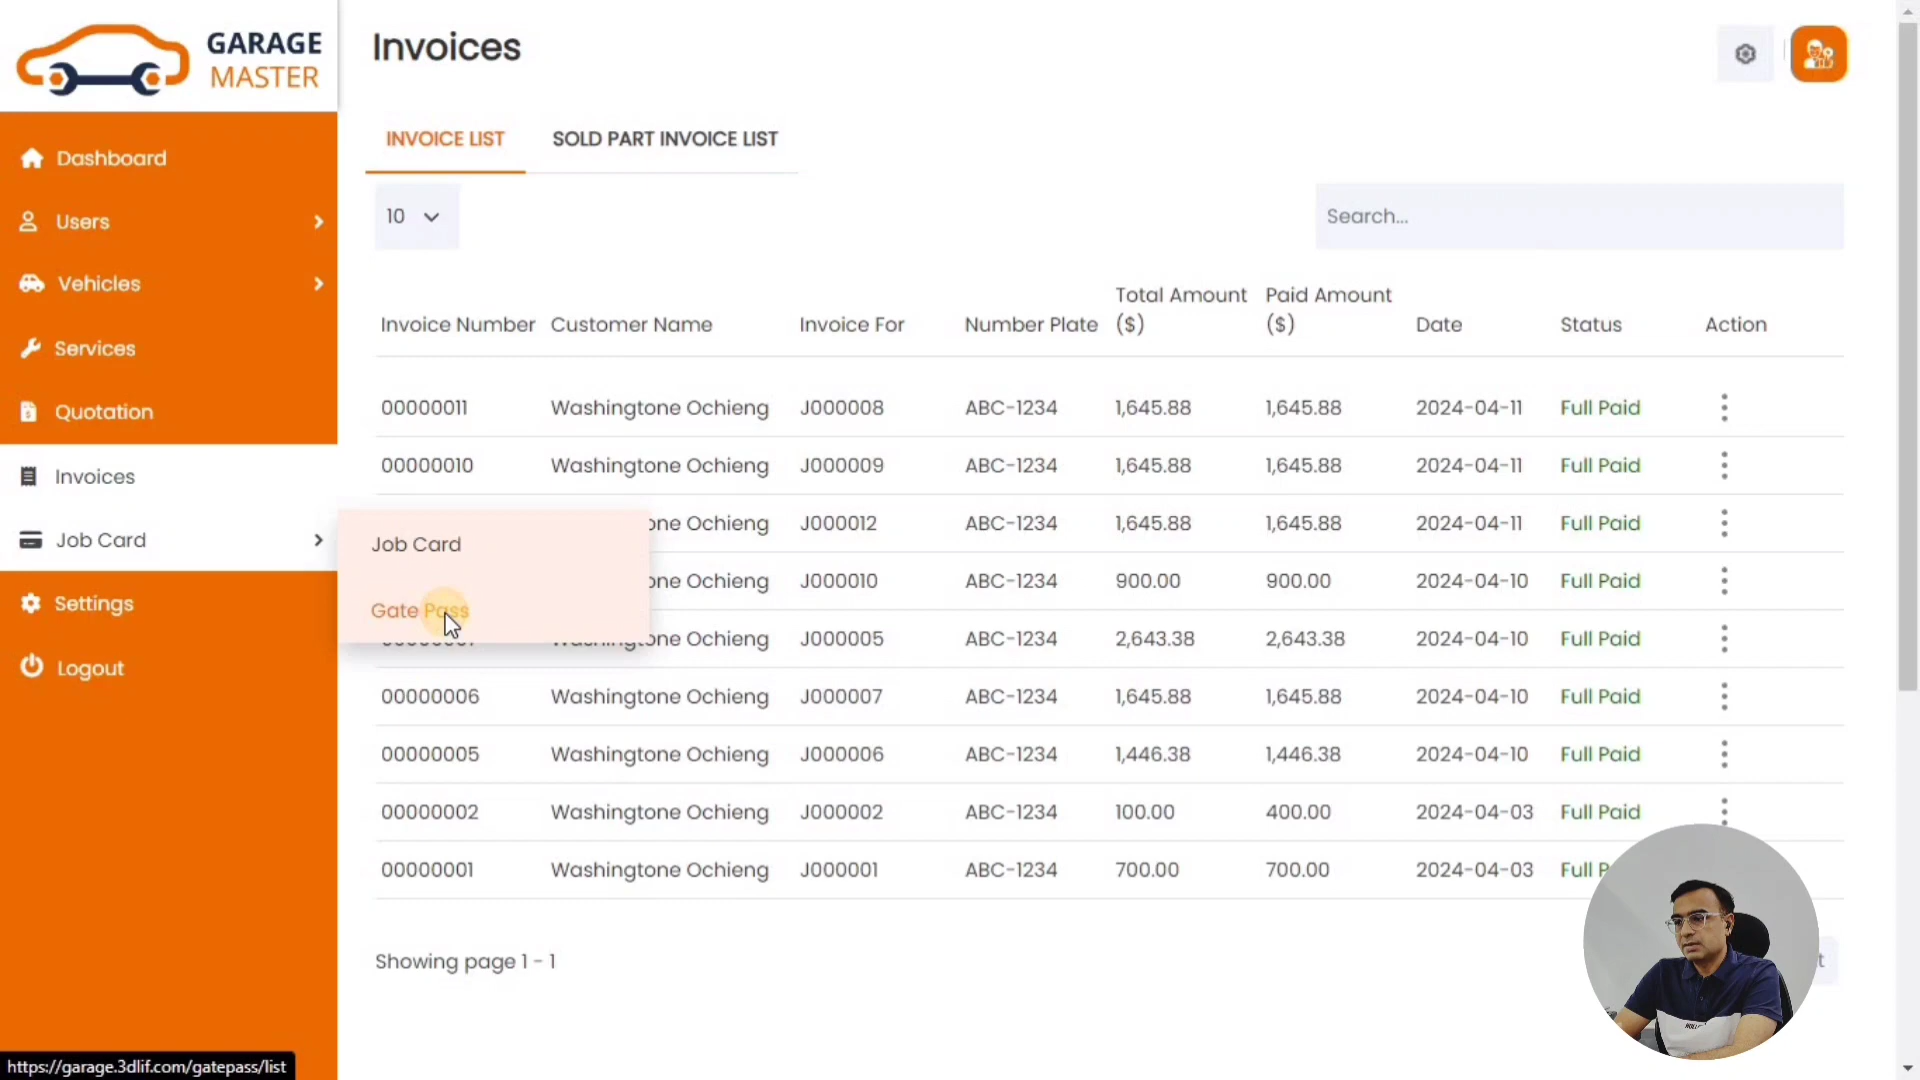 GARAGE
MASTER
Invoices
Dashboard
Users
Vehicles
Services
Quotation
Invoices
Job Card
Settings
Logout
Job Card
Gate Pass
INVOICE LIST SOLD PART INVOICE LIST
10
Search...
Invoice Number Customer Name Invoice For Number Plate Total Amount ($) Paid Amount ($) Date Status Action
00000011 Washingtone Ochieng J000008 ABC-1234 1,645.88 1,645.88 2024-04-11 Full Paid
00000010 Washingtone Ochieng J000009 ABC-1234 1,645.88 1,645.88 2024-04-11 Full Paid
Ochieng J000012 ABC-1234 1,645.88 1,645.88 2024-04-11 Full Paid
Ochieng J000010 ABC-1234 900.00 900.00 2024-04-10 Full Paid
Ochieng J000005 ABC-1234 2,643.38 2,643.38 2024-04-10 Full Paid
00000006 Washingtone Ochieng J000007 ABC-1234 1,645.88 1,645.88 2024-04-10 Full Paid
00000005 Washingtone Ochieng J000006 ABC-1234 1,446.38 1,446.38 2024-04-10 Full Paid
00000002 Washingtone Ochieng J000002 ABC-1234 100.00 400.00 2024-04-03 Full Paid
00000001 Washingtone Ochieng J000001 ABC-1234 700.00 700.00 2024-04-03 Full
Showing page 1 - 1
https://garage.3dlif.com/gatepass/list